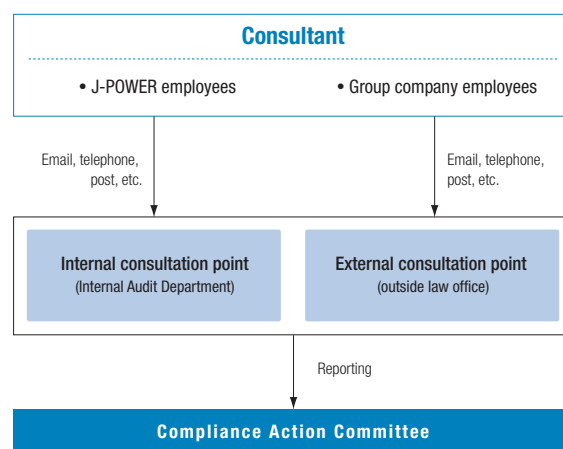 Consultant
• J-POWER employees
• Group company employees
Email, telephone,
post, etc.
Email, telephone,
post, etc.
Internal consultation point
(Internal Audit Department)
External consultation point
(outside law office)
Reporting
Compliance Action Committee